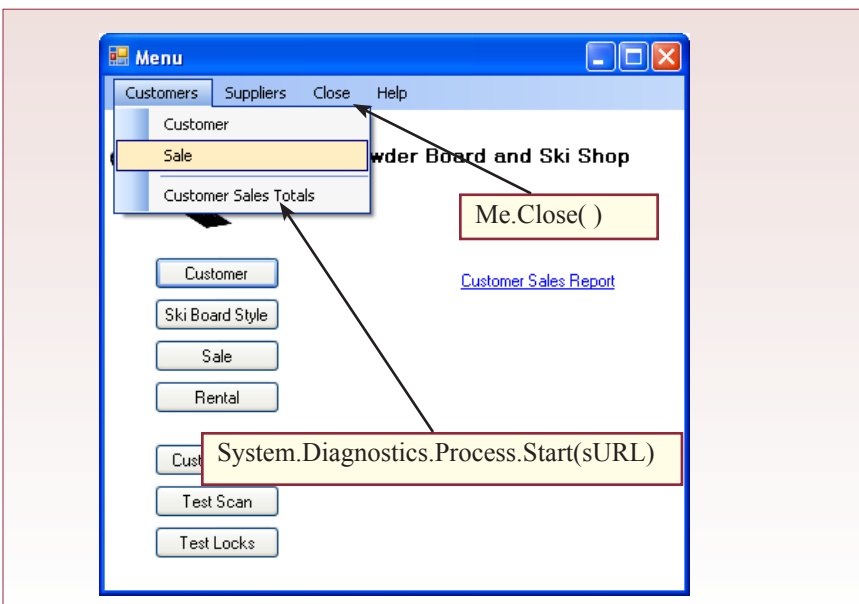 Menu
Customers Suppliers Close Help
Customer
Sale
Customer Sales Totals
wder Board and Ski Shop
Me.Close( )
Customer
Customer Sales Report
Ski Board Style
Sale
Rental
Cust
System.Diagnostics.Process.Start(sURL)
Test Scan
Test Locks